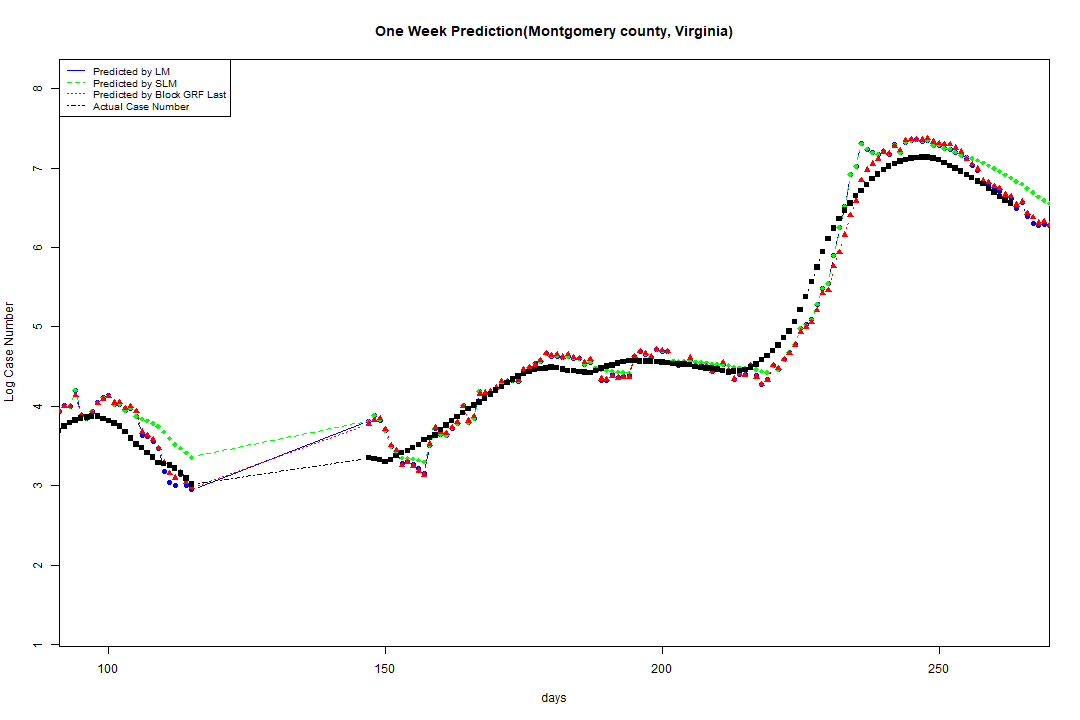 One Week Prediction(Montgomery county, Virginia)
Predicted by LM
Predicted by SLM
Predicted by Block GRF Last
Actual Case Number
Log Case Number
8
7
6
5
4
3
2
1
100 150 200 250
days